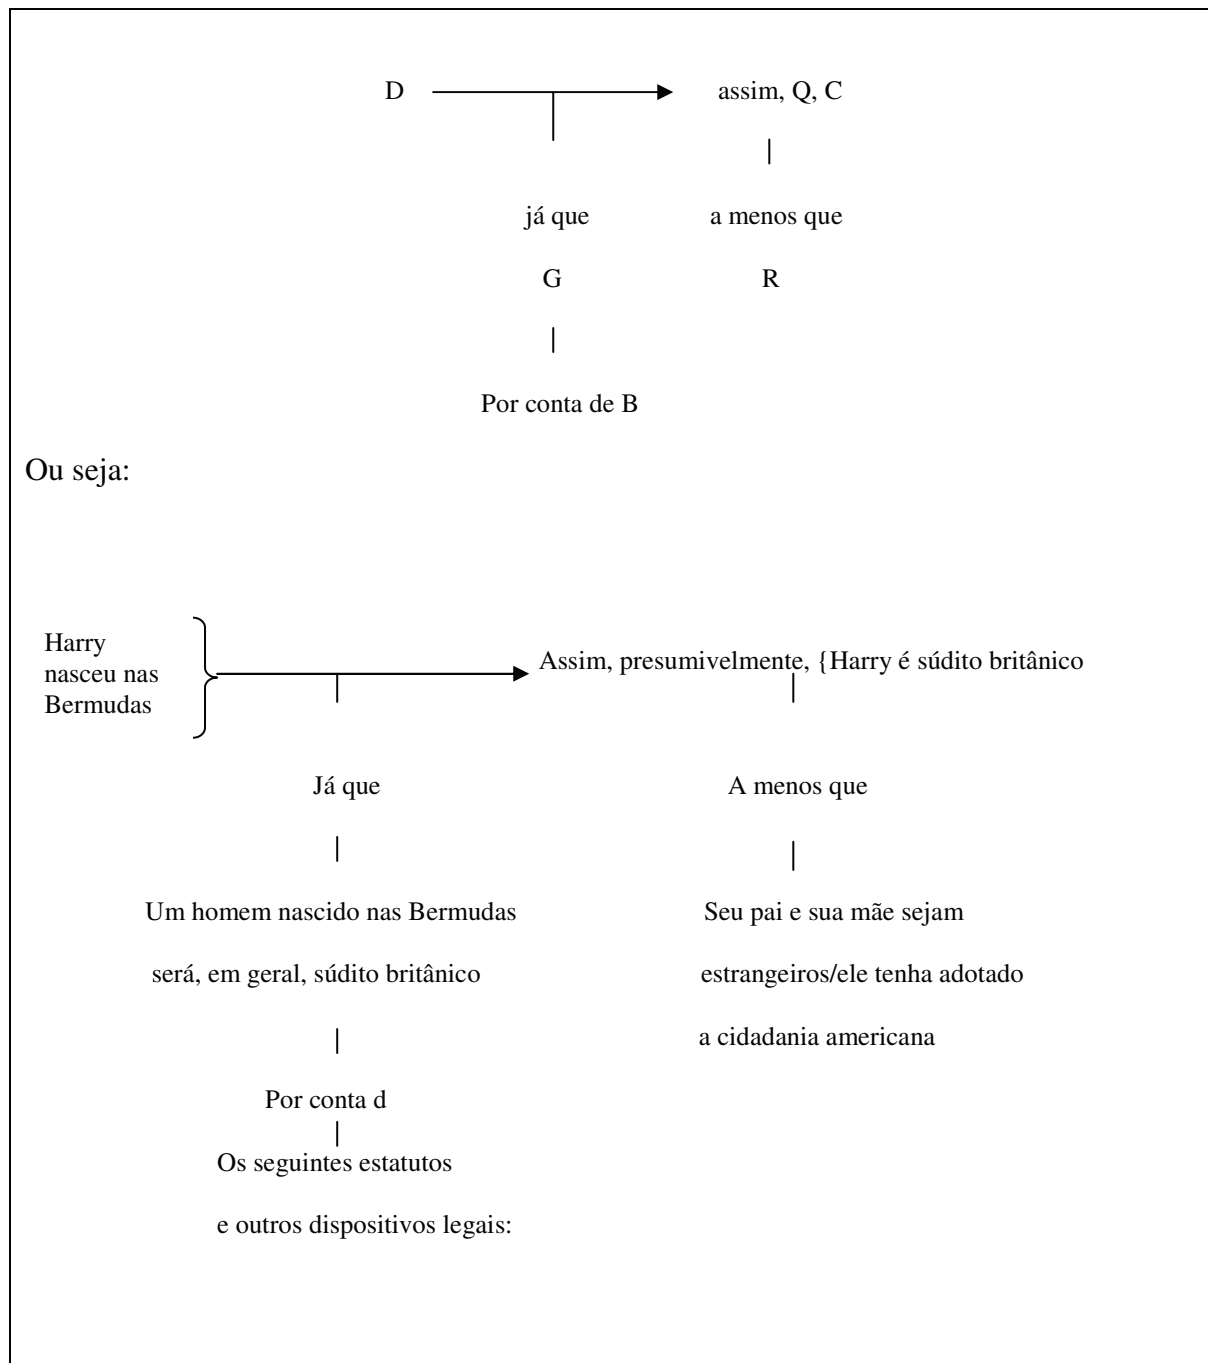 D assim, Q, C
já que a menos que
G R
Por conta de B
Ou seja:
Harry
nasceu nas
Bermudas
Assim, presumivelmente, {Harry é súdito britânico
Já que A menos que
Um homem nascido nas Bermudas
será, em geral, súdito britânico
Seu pai e sua mãe sejam
estrangeiros/ele tenha adotado
a cidadania americana
Por conta d
Os seguintes estatutos
e outros dispositivos legais: